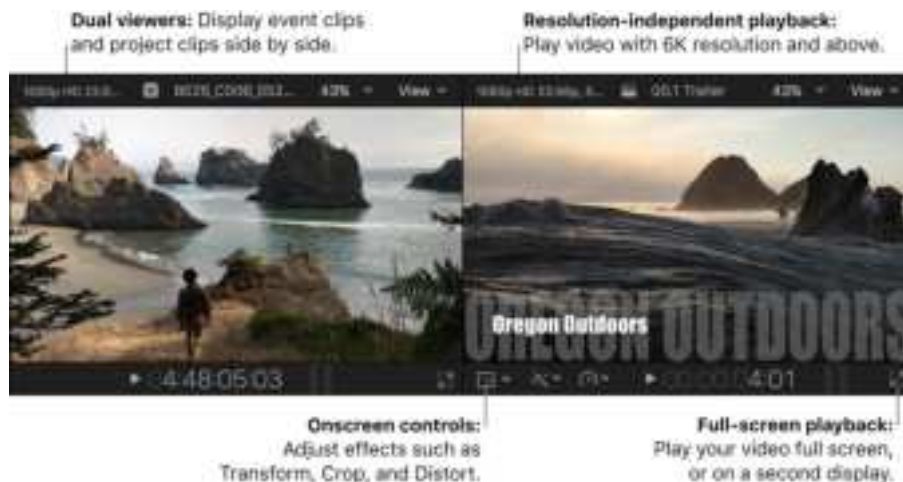 Dual viewers: Display event clips
and project clips side by side.
Resolution-independent playback:
Play video with 6K resolution and above.
43% View
00.1 Trailer 43% View
OREGON OUTDOORS
Oregon Outdoors
4:48:05:03
4:01
Onscreen controls:
Adjust effects such as
Transform, Crop, and Distort.
Full-screen playback:
Play your video full screen,
or on a second display.